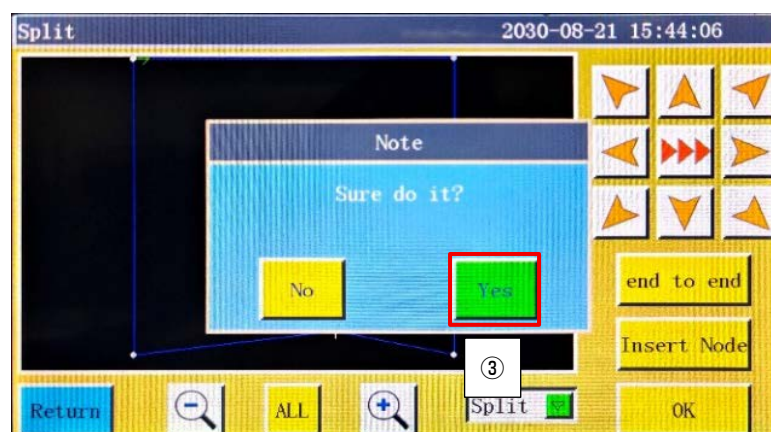 Split 2030-08-21 15:44:06
Note
Sure do it?
No Yes
end to end
Insert Node
③
Return ALL Split OK